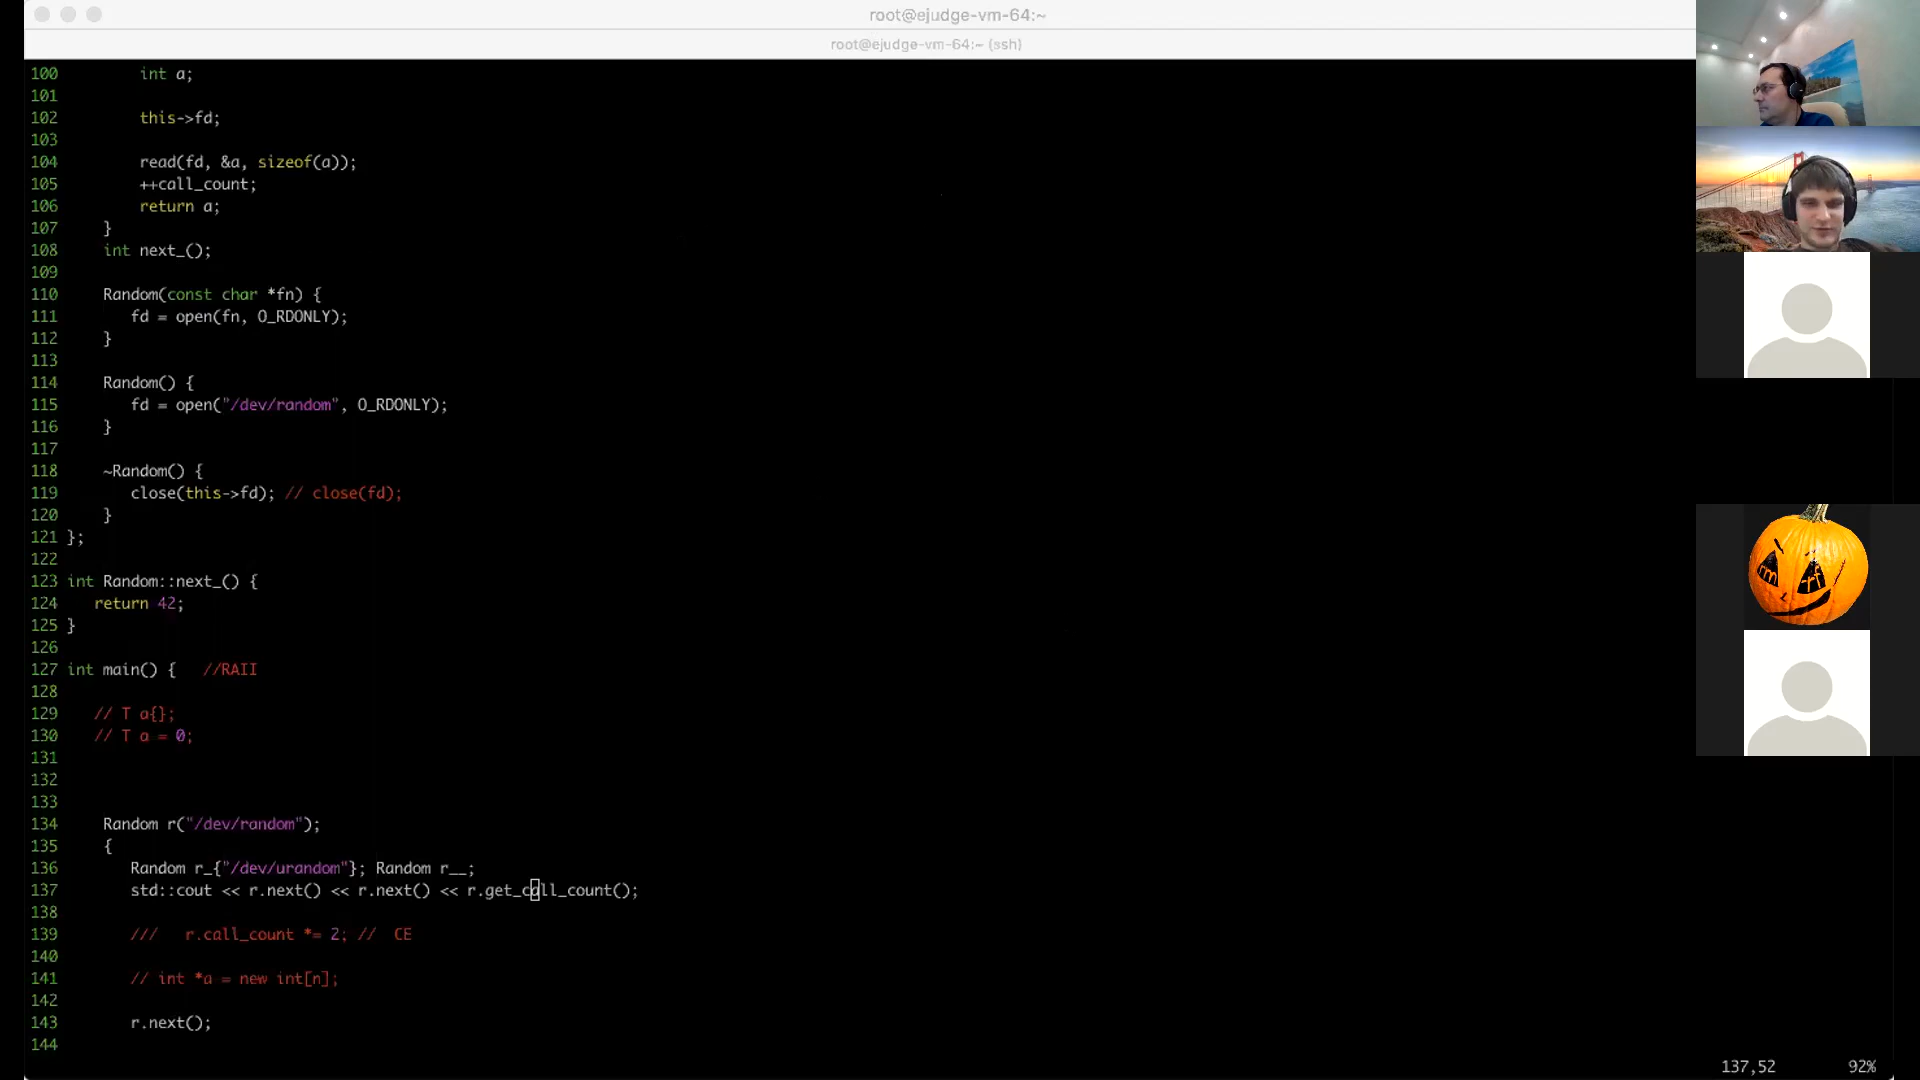 root@ejudge-vm-64:~
root@ejudge-vm-64:~ (ssh)
100         int a;
101
102         this->fd;
103
104         read(fd, &a, sizeof(a));
105         ++call_count;
106         return a;
107     }
108     int next_();
109
110     Random(const char *fn) {
111        fd = open(fn, O_RDONLY);
112     }
113
114     Random() {
115        fd = open("/dev/random", O_RDONLY);
116     }
117
118     ~Random() {
119        close(this->fd); // close(fd);
120     }
121 };
122
123 int Random::next_() {
124    return 42;
125 }
126
127 int main() {   //RAII
128
129    // T a{};
130    // T a = 0;
131
132
133
134     Random r("/dev/random");
135     {
136        Random r_{"/dev/urandom"}; Random r__;
137        std::cout << r.next() << r.next() << r.get_call_count();
138
139        ///   r.call_count *= 2; //  CE
140
141        // int *a = new int[n];
142
143        r.next();
144
137,52 92%
rm -rf